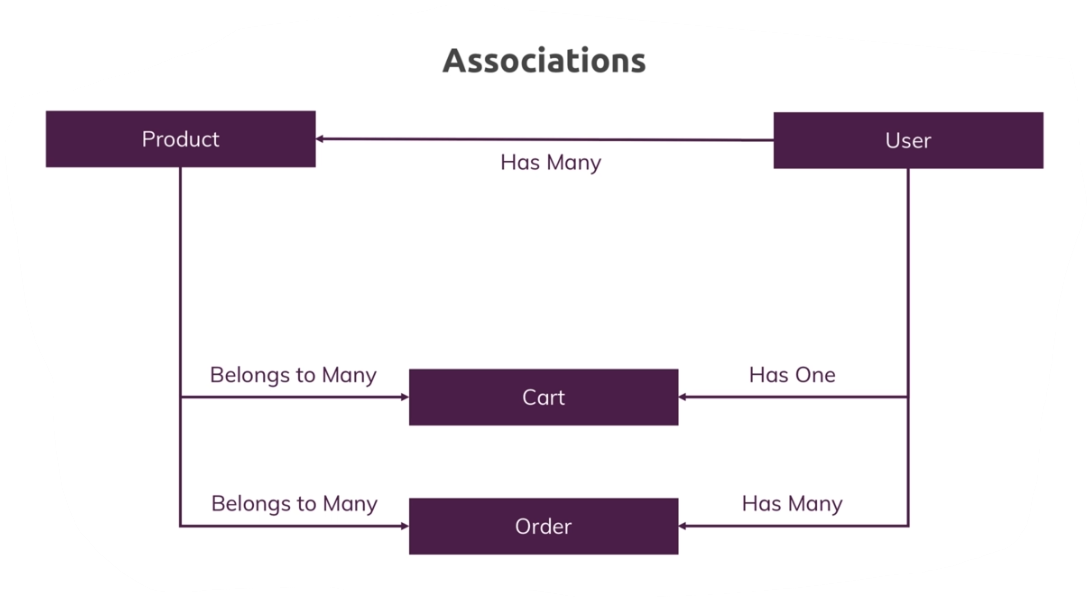 Associations
Product
User
Has Many
Belongs to Many
Cart
Has One
Belongs to Many
Order
Has Many